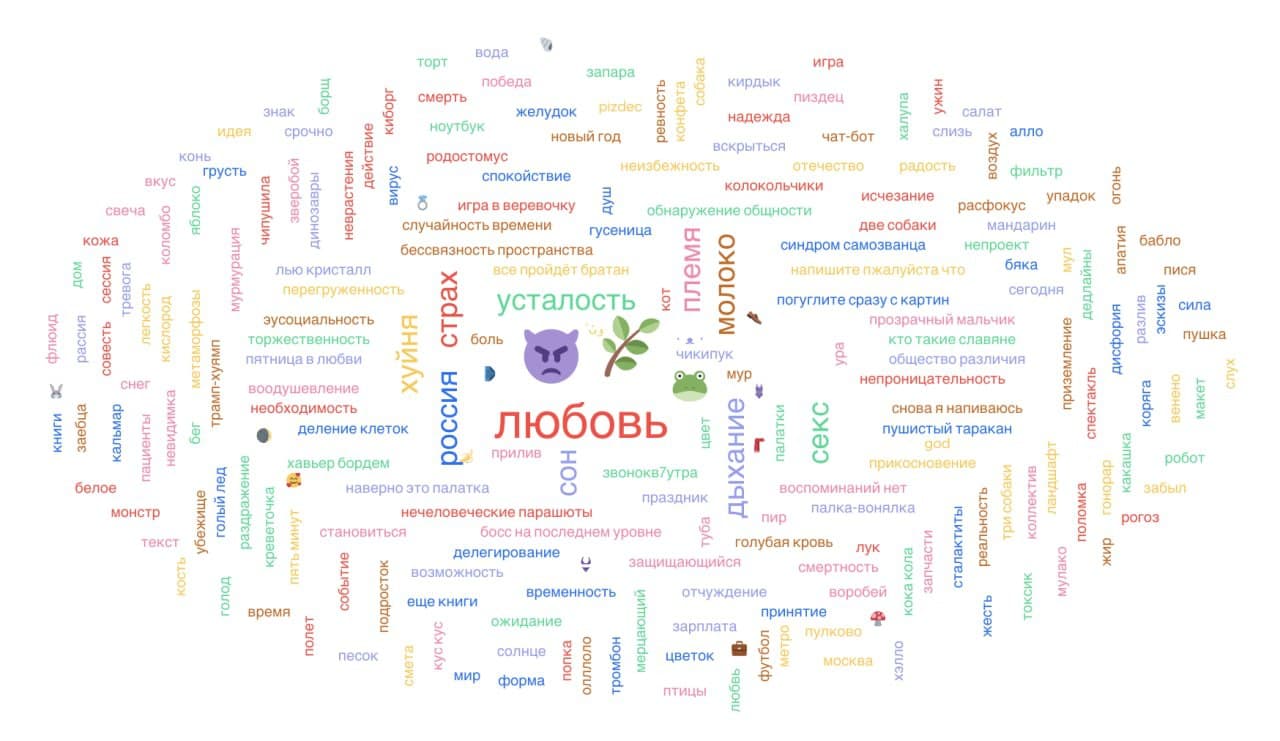 вода
торт
победа
запара
игра
собака
кирдык
борщ
смерть
pizdec
ревность
конфета
пиздец
ужин
киборг
желудок
надежда
халупа
салат
знак
ноутбук
новый год
чат-бот
слизь
алло
идея
срочно
действие
вскрыться
воздух
конь
родостомус
неизбежность
отечество
радость
фильтр
грусть
зверобой
неврастения
вирус
спокойствие
колокольчики
огонь
вкус
яблоко
чипушила
динозавры
душ
исчезание
упадок
свеча
коломбо
игра в веревочку
обнаружение общности
расфокус
случайность времени
гусеница
две собаки
мандарин
кожа
мурмурация
бессвязность пространства
племя
молоко
синдром самозванца
непроект
апатия
бабло
дом
сессия
тревога
лью кристалл
все пройдёт братан
напишите пжалуйста что
бяка
мул
пися
перегруженность
страх
усталость
кот
погуглите сразу с картин
сегодня
дедлайны
эскизы
сила
легкость
кислород
метаморфозы
эусоциальность
прозрачный мальчик
разлив
флюид
рассия
совесть
торжественность
хуйня
боль
чикипук
ура
кто такие славяне
дисфория
пушка
пятница в любви
общество различия
приземление
трамп-хуямп
мур
непроницательность
слух
снег
воодушевление
спектакль
коряга
венено
макет
книги
заебца
кальмар
пациенты
невидимка
бег
необходимость
россия
любовь
цвет
дыхание
палатки
секс
снова я напиваюсь
деление клеток
пушистый таракан
god
хавьер бордем
прилив
сон
прикосновение
ландшафт
какашка
робот
звонокв7утра
белое
наверно это палатка
праздник
воспоминаний нет
три собаки
коллектив
поломка
гонорар
забыл
монстр
убежище
голый лед
раздражение
креветочка
нечеловеческие парашюты
палка-вонялка
реальность
рогоз
пять минут
становиться
босс на последнем уровне
туба
пир
сталактиты
текст
делегирование
голубая кровь
лук
запчасти
жир
кость
голод
событие
подросток
возможность
защищающийся
смертность
кока кола
токсик
мулако
время
еще книги
временность
отчуждение
воробей
жесть
полет
ожидание
мерцающий
принятие
кус кус
зарплата
футбол
метро
пулково
песок
смета
солнце
попка
олллоло
тромбон
цветок
москва
хэлло
мир
форма
птицы
любвь